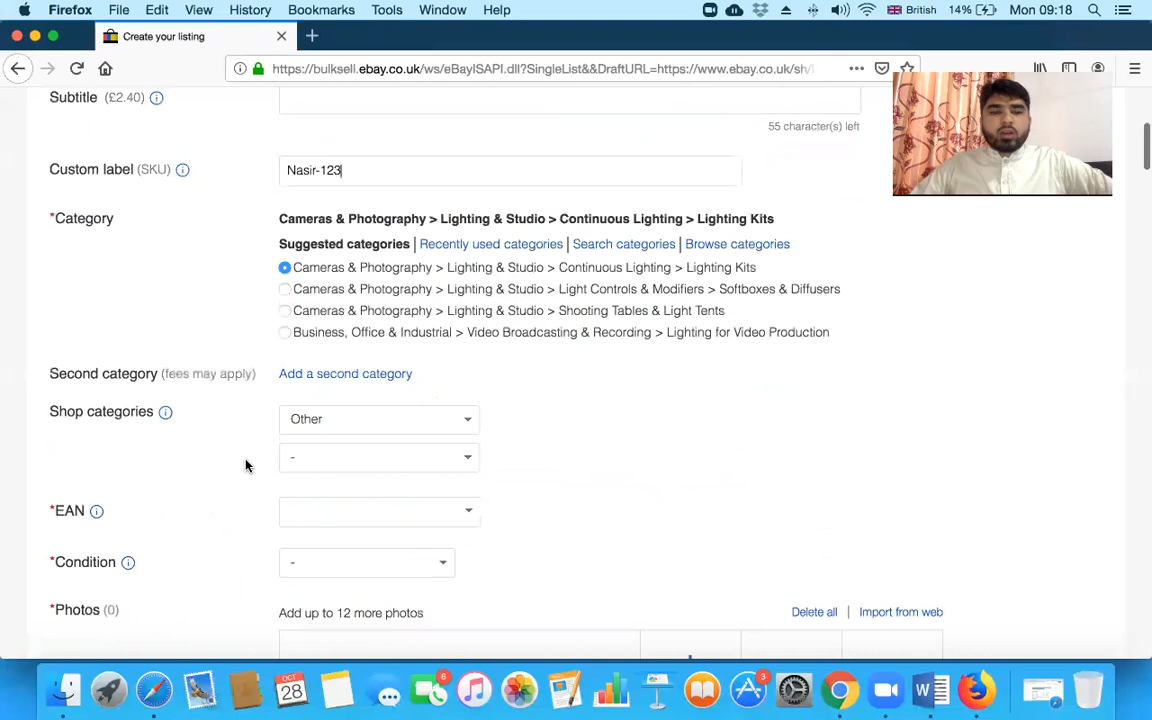 Firefox File Edit View History Bookmarks Tools Window Help British 14% Mon 09:18
Create your listing
https://bulksell.ebay.co.uk/ws/eBayISAPI.dll?SingleList&&DraftURL=https://www.ebay.co.uk/sh/
Subtitle (£2.40)
55 character(s) left
Custom label (SKU) Nasir-123
*Category Cameras & Photography > Lighting & Studio > Continuous Lighting > Lighting Kits
Suggested categories | Recently used categories | Search categories | Browse categories
Cameras & Photography > Lighting & Studio > Continuous Lighting > Lighting Kits
Cameras & Photography > Lighting & Studio > Light Controls & Modifiers > Softboxes & Diffusers
Cameras & Photography > Lighting & Studio > Shooting Tables & Light Tents
Business, Office & Industrial > Video Broadcasting & Recording > Lighting for Video Production
Second category (fees may apply) Add a second category
Shop categories Other
-
*EAN
*Condition -
*Photos (0) Add up to 12 more photos Delete all | Import from web
OCT 28 6 3